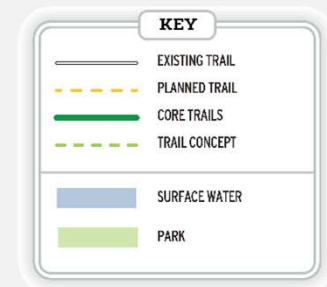 KEY
EXISTING TRAIL
PLANNED TRAIL
CORE TRAILS
TRAIL CONCEPT
SURFACE WATER
PARK